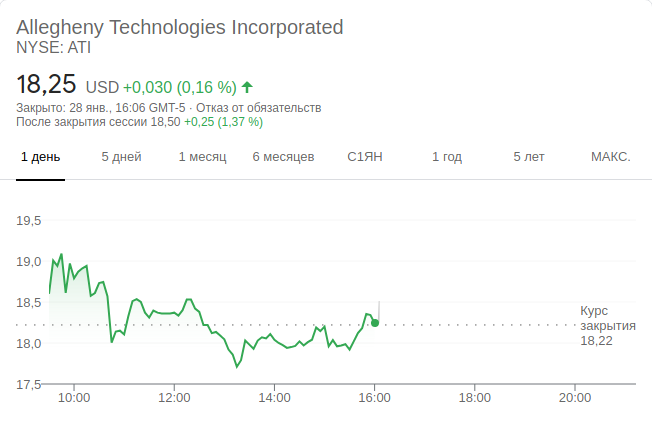 Allegheny Technologies Incorporated
NYSE: ATI
18,25 USD +0,030 (0,16 %)
Закрыто: 28 янв., 16:06 GMT-5 · Отказ от обязательств
После закрытия сессии 18,50 +0,25 (1,37 %)
1 день 5 дней 1 месяц 6 месяцев С1ЯН 1 год 5 лет МАКС.
19,5
19,0
18,5
18,0
17,5
Курс
закрытия
18,22
10:00 12:00 14:00 16:00 18:00 20:00